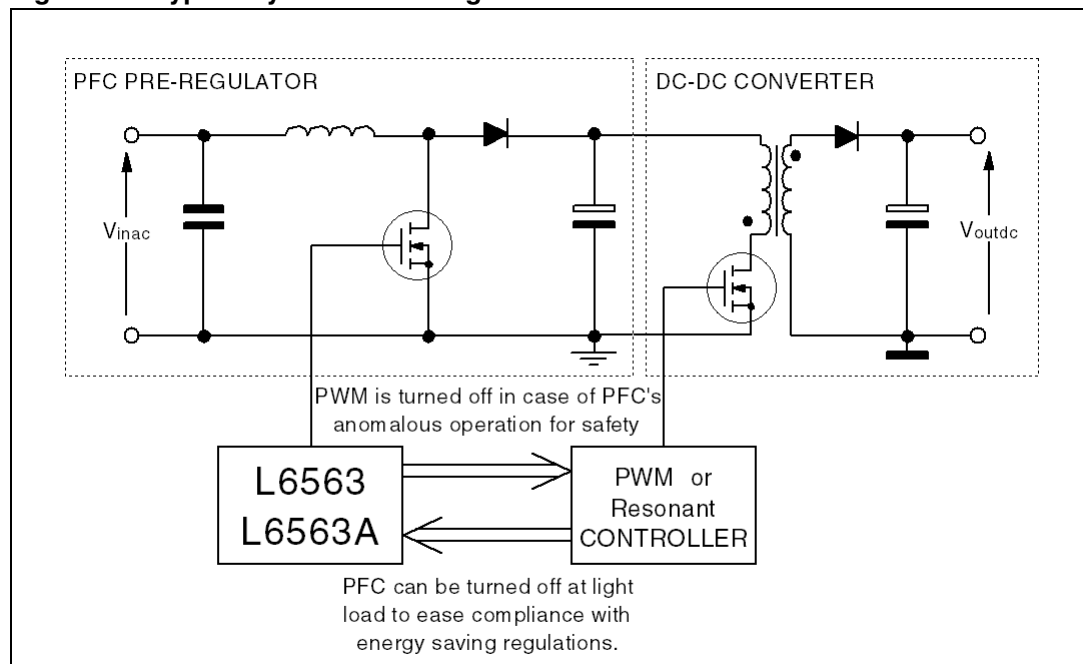 PFC PRE-REGULATOR
DC-DC CONVERTER
Vinac
Voutdc
PWM is turned off in case of PFC's
anomalous operation for safety
L6563
L6563A
PWM or
Resonant
CONTROLLER
PFC can be turned off at light
load to ease compliance with
energy saving regulations.